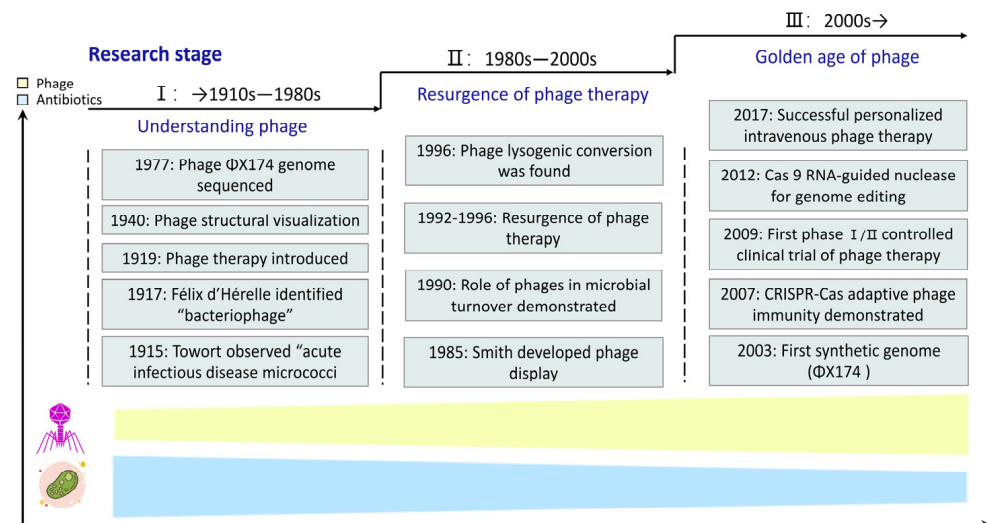 Research stage
Phage
Antibiotics
Ⅰ: →1910s—1980s
Understanding phage
1977: Phage ΦX174 genome
sequenced
1940: Phage structural visualization
1919: Phage therapy introduced
1917: Félix d’Hérelle identified
“bacteriophage”
1915: Towort observed “acute
infectious disease micrococci
Ⅱ: 1980s—2000s
Resurgence of phage therapy
1996: Phage lysogenic conversion
was found
1992-1996: Resurgence of phage
therapy
1990: Role of phages in microbial
turnover demonstrated
1985: Smith developed phage
display
Ⅲ: 2000s→
Golden age of phage
2017: Successful personalized
intravenous phage therapy
2012: Cas 9 RNA-guided nuclease
for genome editing
2009: First phase Ⅰ/Ⅱ controlled
clinical trial of phage therapy
2007: CRISPR-Cas adaptive phage
immunity demonstrated
2003: First synthetic genome
(ΦX174 )